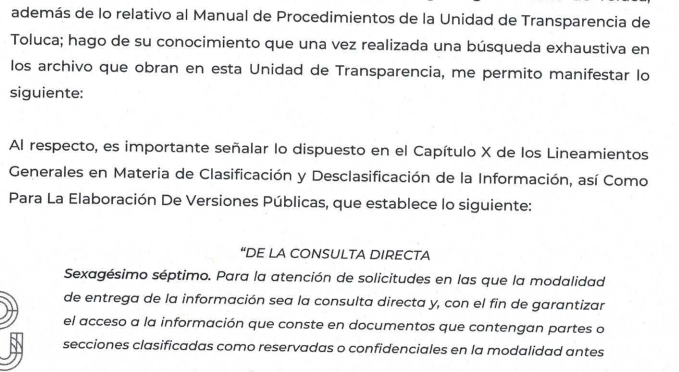 además de lo relativo al Manual de Procedimientos de la Unidad de Transparencia de
Toluca; hago de su conocimiento que una vez realizada una búsqueda exhaustiva en
los archivo que obran en esta Unidad de Transparencia, me permito manifestar lo
siguiente:
Al respecto, es importante señalar lo dispuesto en el Capítulo X de los Lineamientos
Generales en Materia de Clasificación y Desclasificación de la Información, así Como
Para La Elaboración De Versiones Públicas, que establece lo siguiente:
“DE LA CONSULTA DIRECTA
Sexagésimo séptimo. Para la atención de solicitudes en las que la modalidad
de entrega de la información sea la consulta directa y, con el fin de garantizar
el acceso a la información que conste en documentos que contengan partes o
secciones clasificadas como reservadas o confidenciales en la modalidad antes